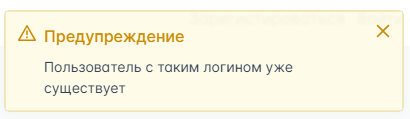 Предупреждение
Пользователь с таким логином уже
существует